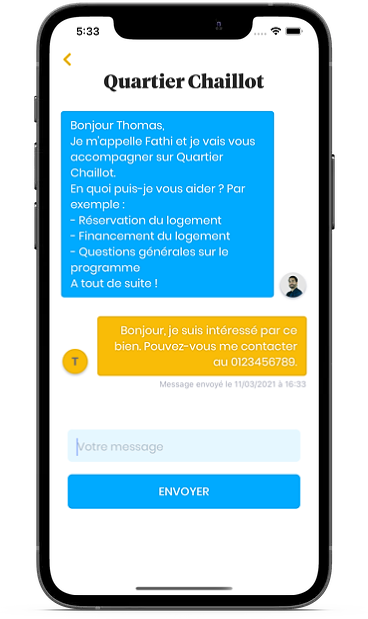 5:33
Quartier Chaillot
Bonjour Thomas,
Je m'appelle Fathi et je vais vous
accompagner sur Quartier
Chaillot.
En quoi puis-je vous aider ? Par
exemple :
- Réservation du logement
- Financement du logement
- Questions générales sur le
programme
A tout de suite !
Bonjour, je suis intéressé par ce
bien. Pouvez-vous me contacter
au 0123456789.
T
Message envoyé le 11/03/2021 à 16:33
Votre message
ENVOYER